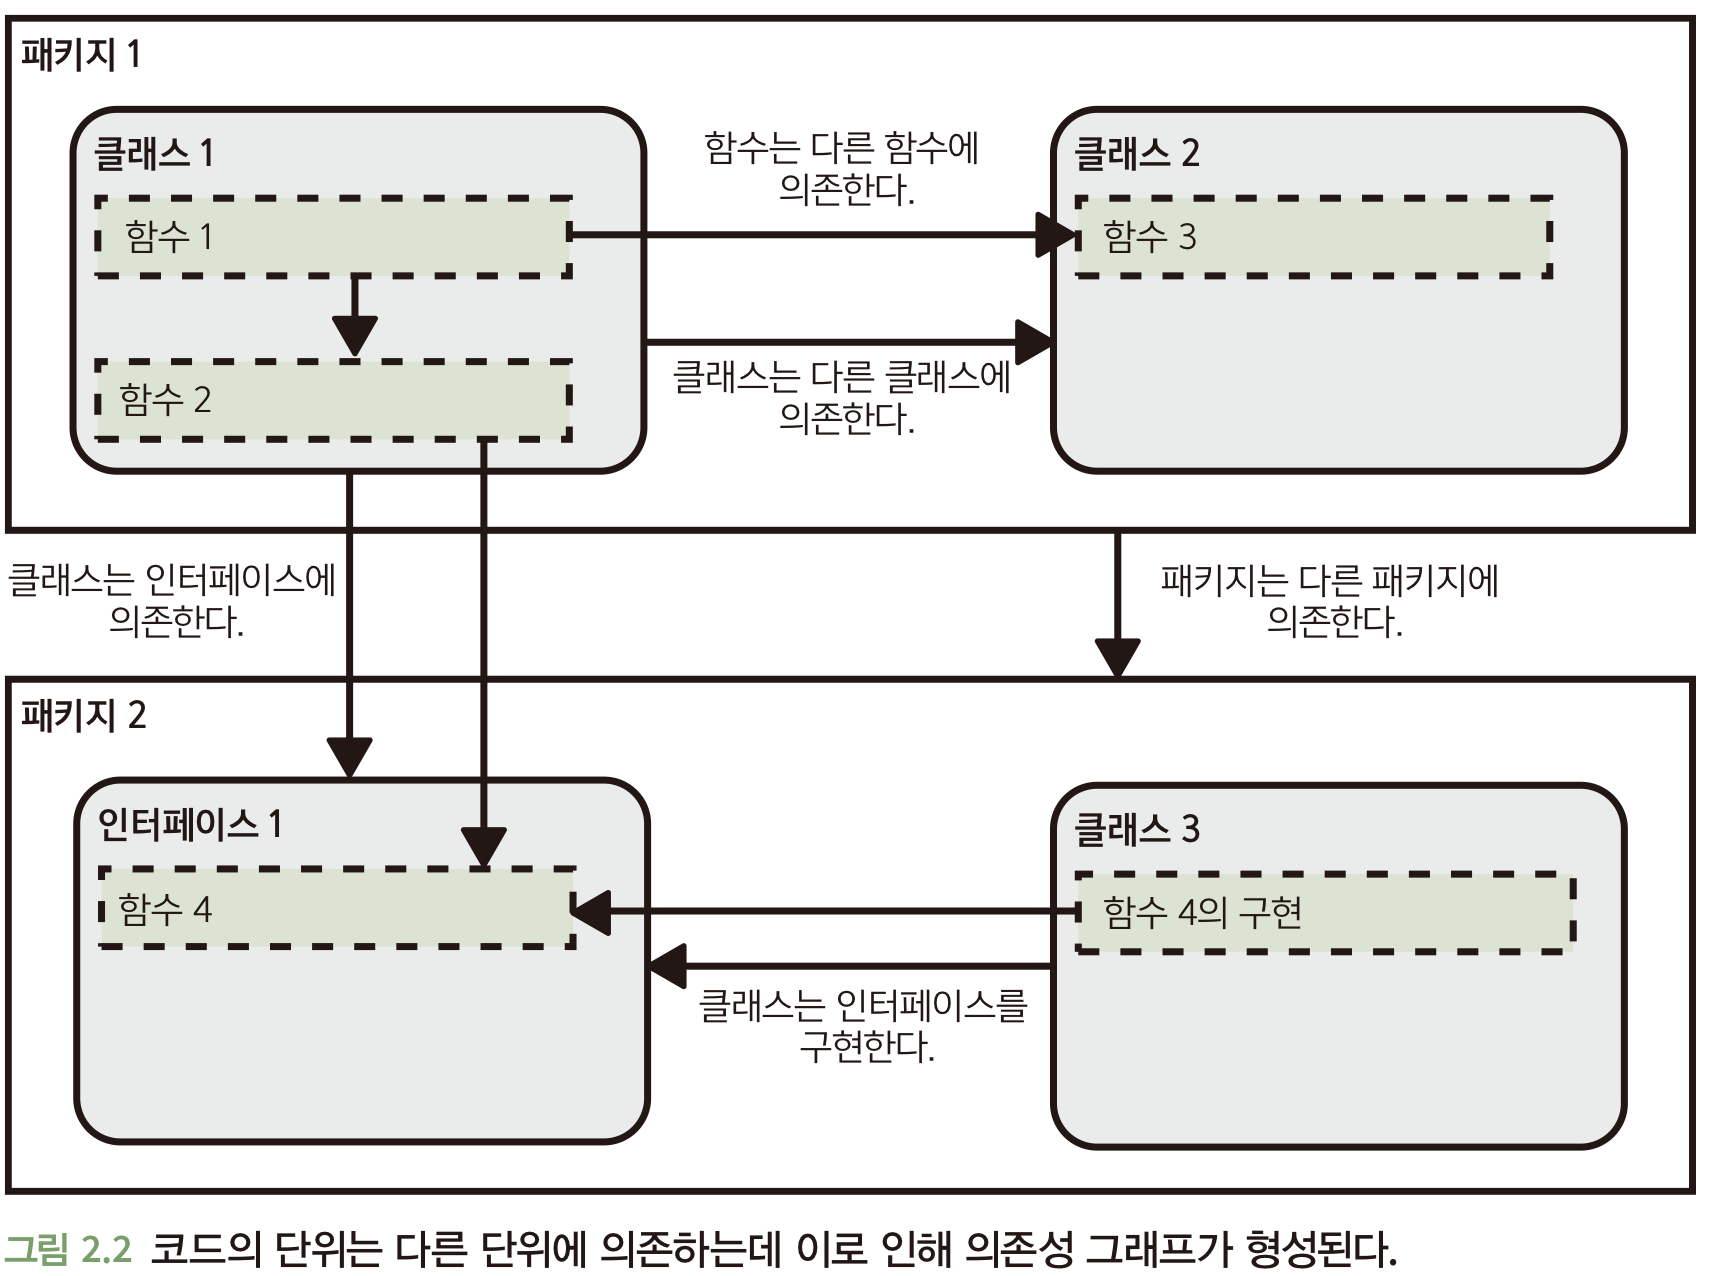 패키지 1
클래스 1
함수 1
함수 2
함수는 다른 함수에
의존한다.
클래스는 다른 클래스에
의존한다.
클래스 2
함수 3
클래스는 인터페이스에
의존한다.
패키지는 다른 패키지에
의존한다.
패키지 2
인터페이스 1
함수 4
클래스 3
함수 4의 구현
클래스는 인터페이스를
구현한다.
그림 2.2 코드의 단위는 다른 단위에 의존하는데 이로 인해 의존성 그래프가 형성된다.